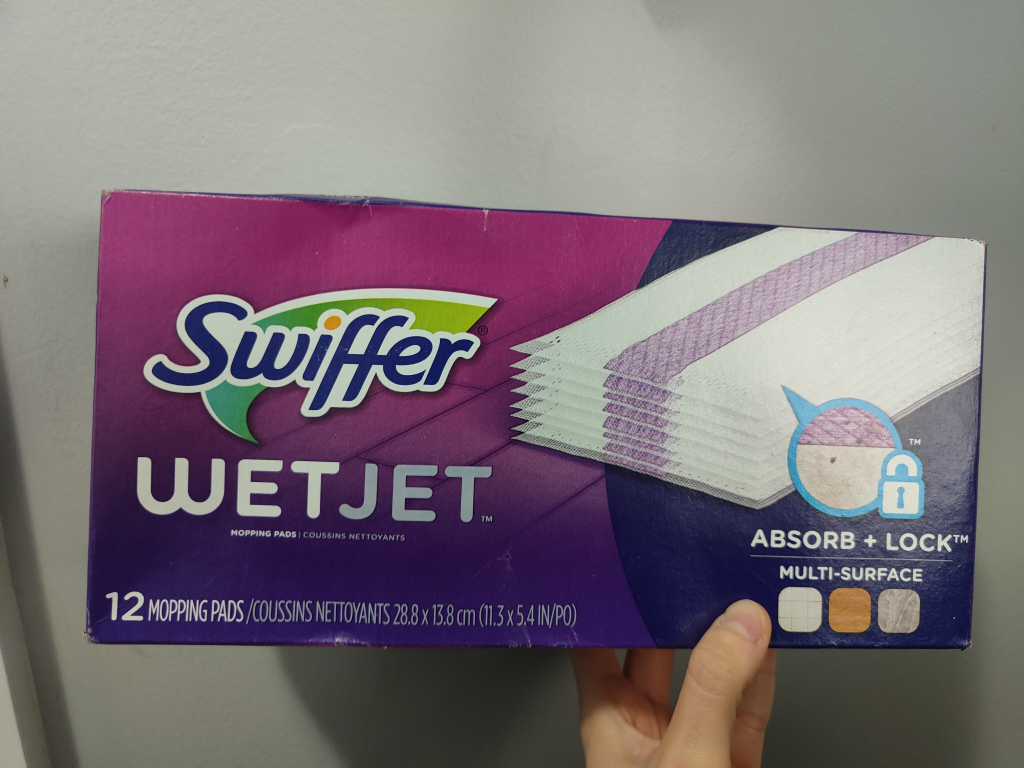 Swiffer®
WETJET™
MOPPING PADS | COUSSINS NETTOYANTS
12 MOPPING PADS / COUSSINS NETTOYANTS 28.8 x 13.8 cm (11.3 x 5.4 IN/PO)
™
ABSORB + LOCK™
MULTI-SURFACE